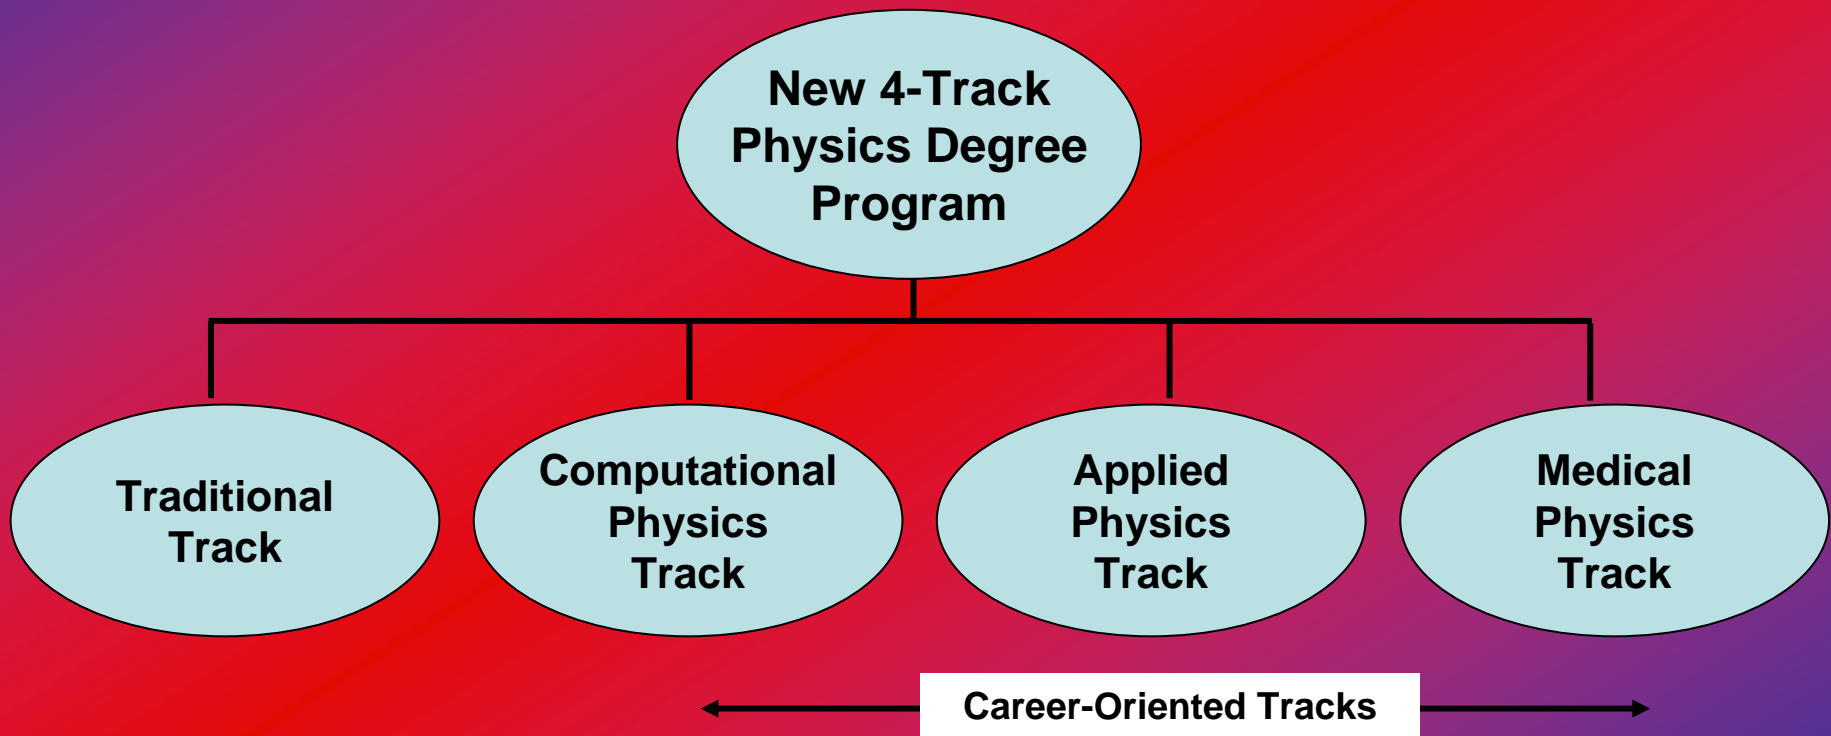 New 4-Track
Physics Degree
Program
Traditional
Track
Computational
Physics
Track
Applied
Physics
Track
Medical
Physics
Track
Career-Oriented Tracks